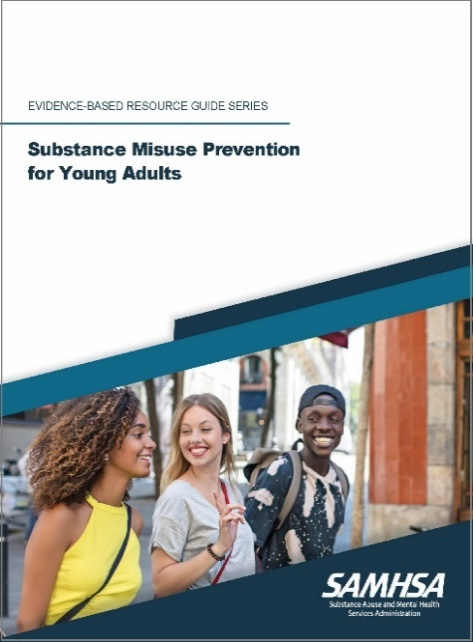 EVIDENCE-BASED RESOURCE GUIDE SERIES
Substance Misuse Prevention
for Young Adults
SAMHSA
Substance Abuse and Mental Health
Services Administration